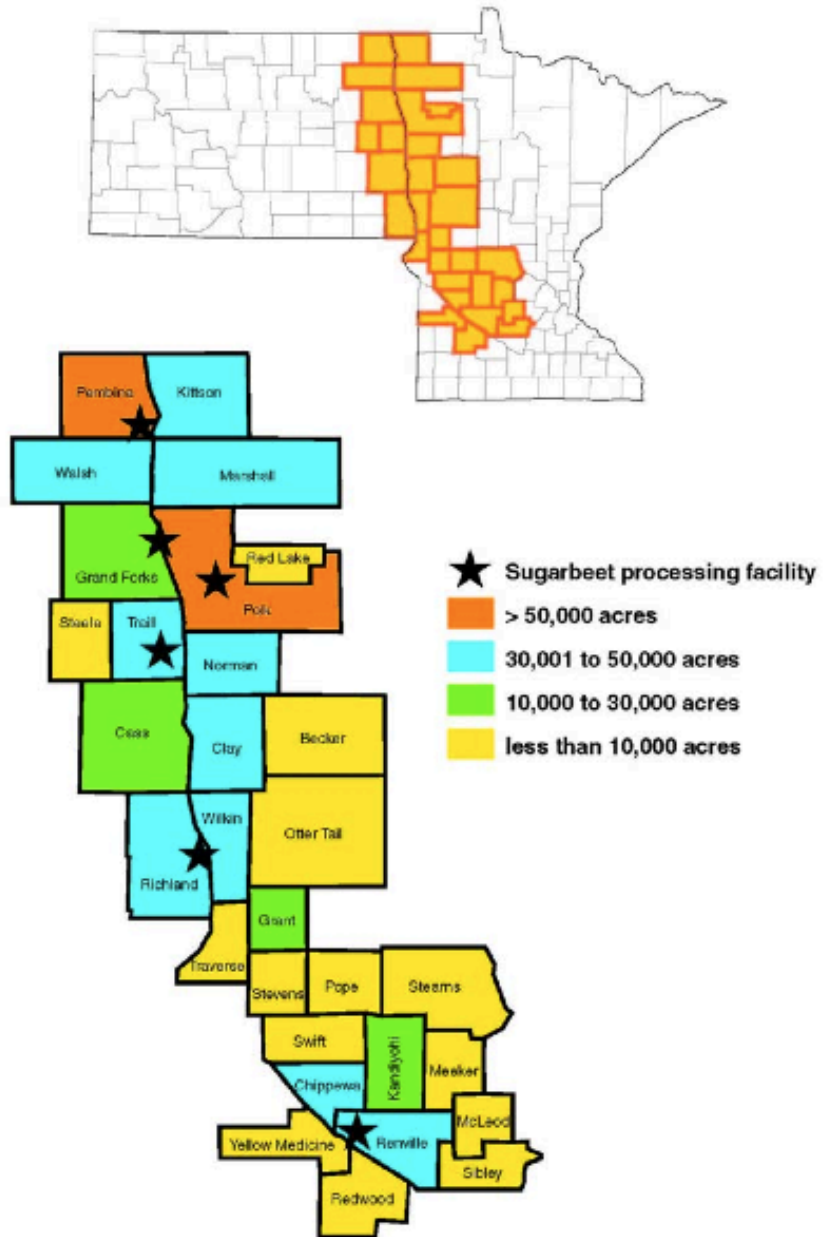 Pembina
Kittson
Walsh
Marshall
Grand Forks
Red Lake
Polk
Steele
Traill
Norman
Cass
Clay
Becker
Wilkin
Otter Tail
Richland
Grant
Traverse
Stevens
Pope
Stearns
Swift
Kandiyohi
Meeker
Chippewa
McLeod
Yellow Medicine
Renville
Sibley
Redwood
Sugarbeet processing facility
> 50,000 acres
30,001 to 50,000 acres
10,000 to 30,000 acres
less than 10,000 acres